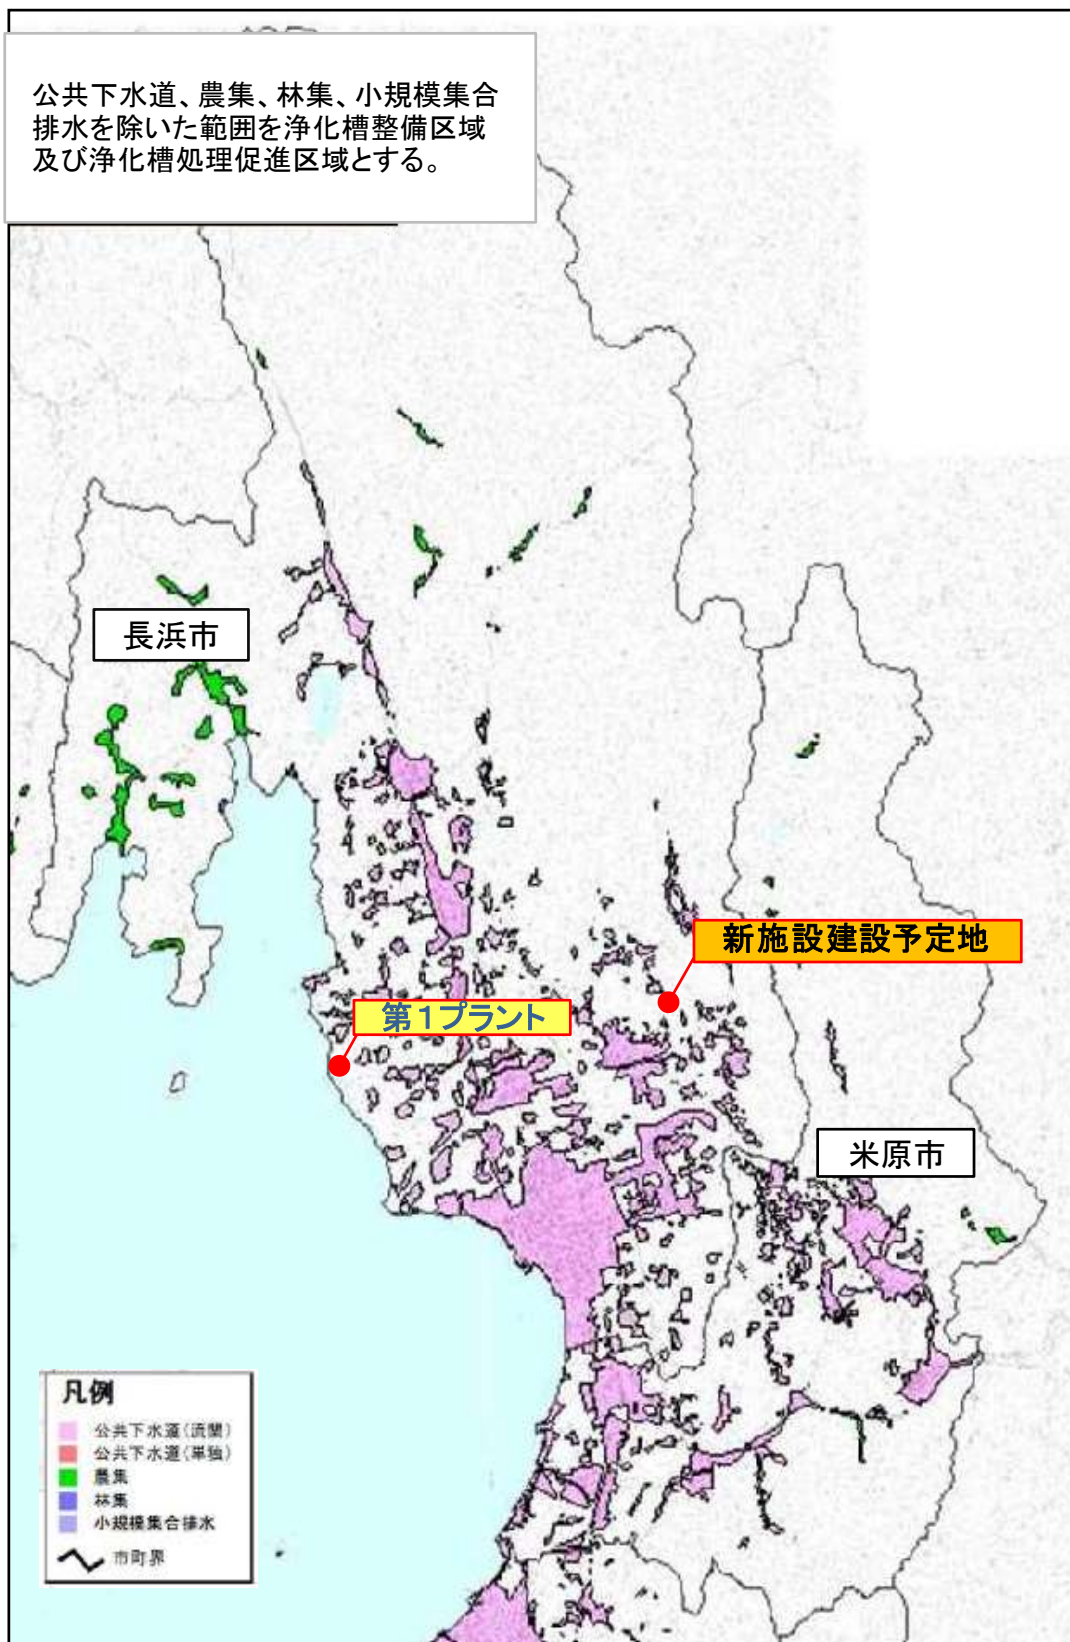 公共下水道、農集、林集、小規模集合
排水を除いた範囲を浄化槽整備区域
及び浄化槽処理促進区域とする。
長浜市
新施設建設予定地
第1プラント
米原市
凡例
公共下水道(流関)
公共下水道(単独)
農集
林集
小規模集合排水
市町界